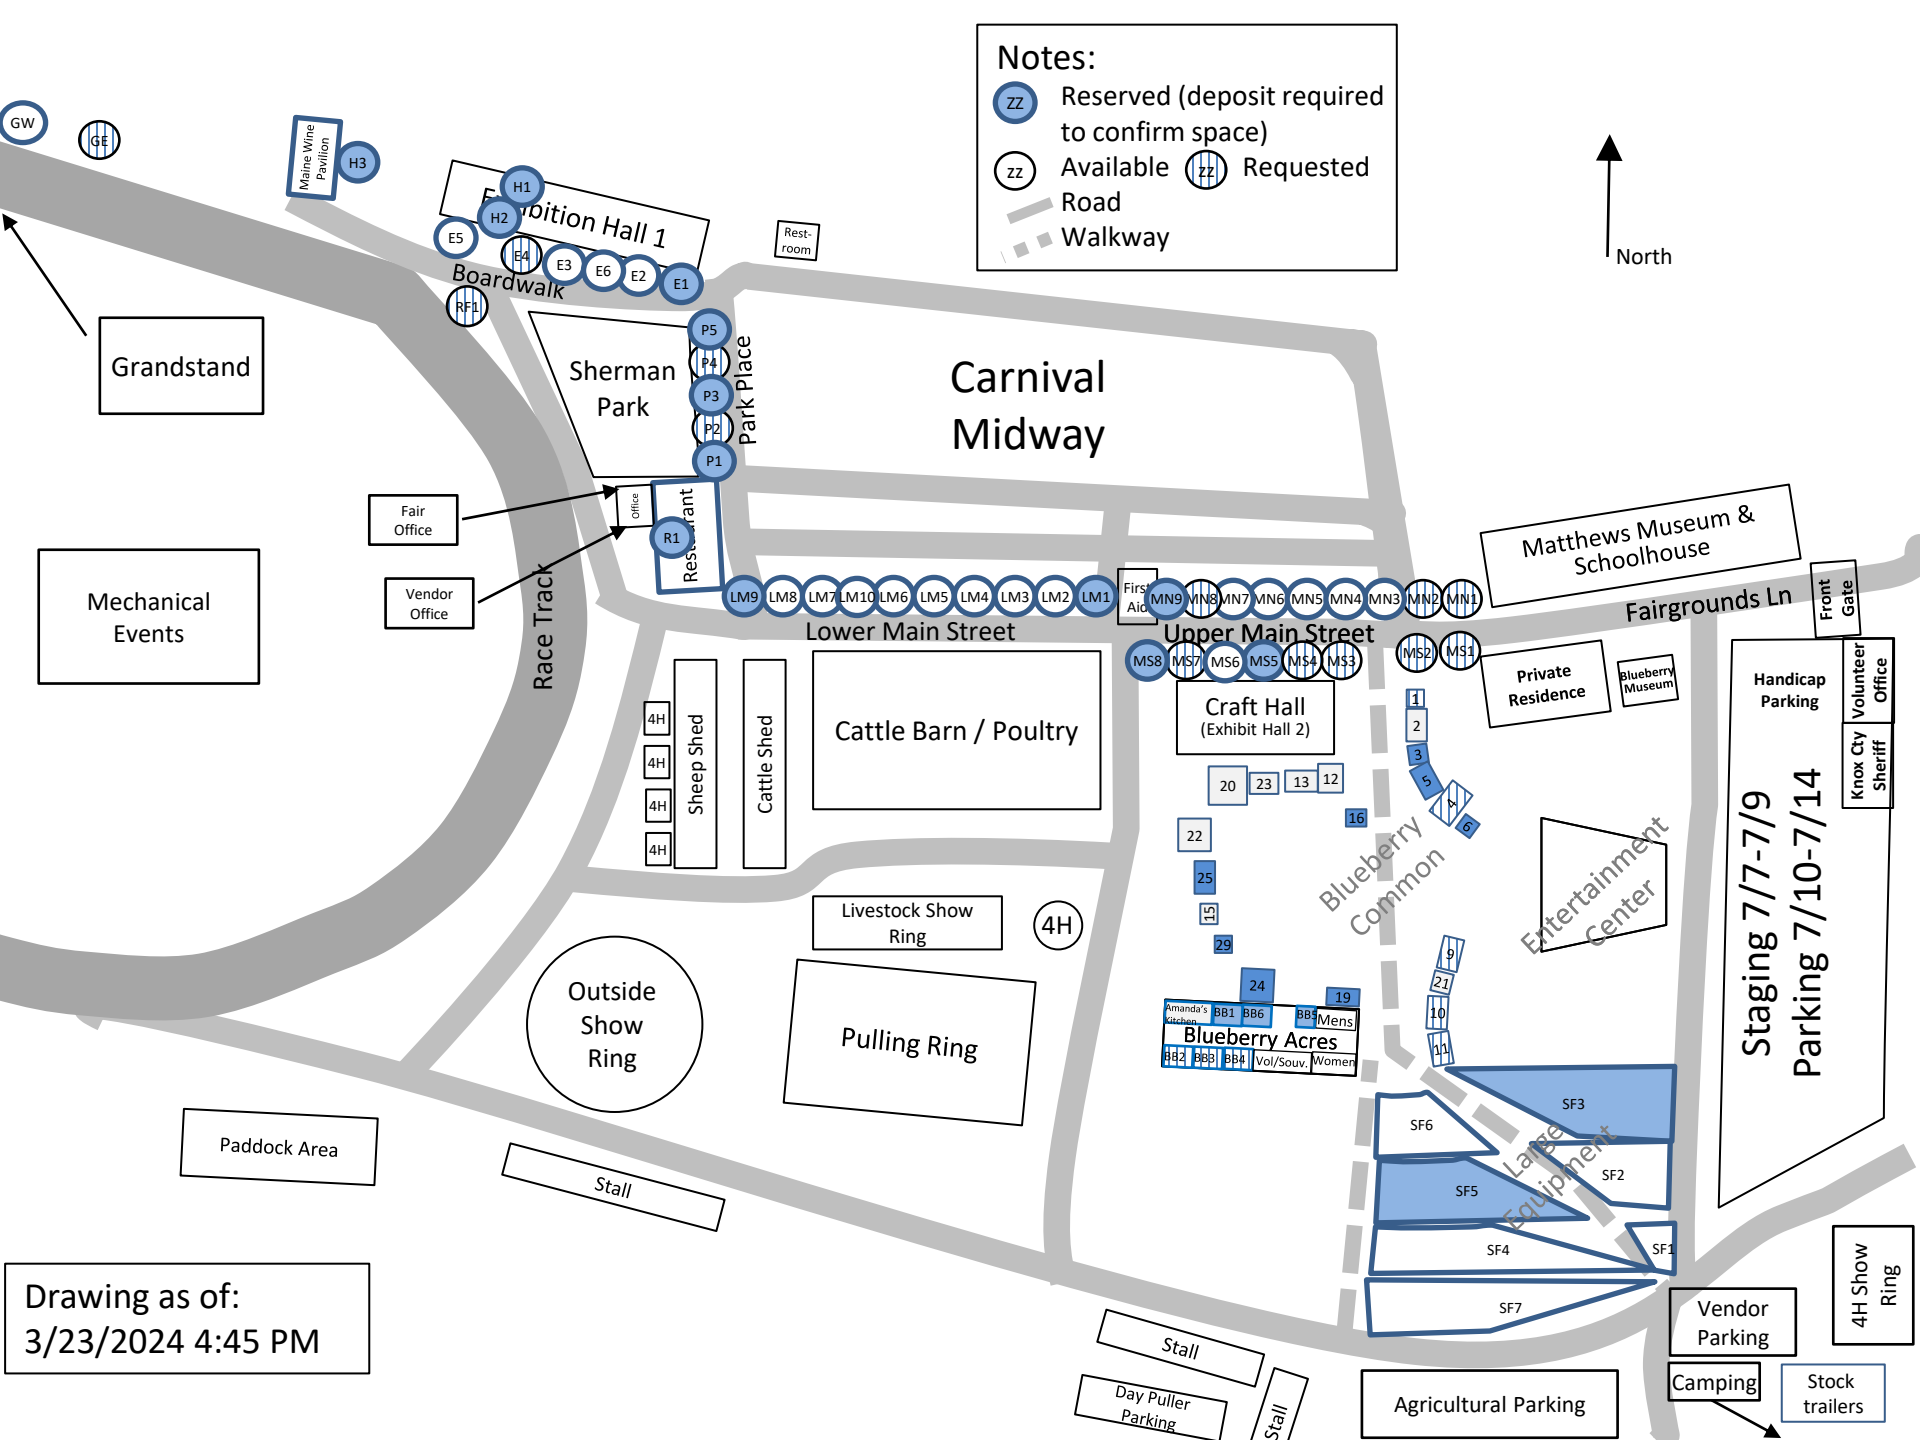 Notes:
ZZ
Reserved (deposit required
to confirm space)
zz
Available
zz
Requested
Road
Walkway
North
GW
GE
Maine Wine
Pavilion
H3
H1
H2
Exhibition Hall 1
E5
E4
E3
E6
E2
E1
Boardwalk
RF1
Rest-
room
Grandstand
Sherman
Park
P5
P4
P3
P2
P1
Park Place
Carnival
Midway
Fair
Office
Office
Restaurant
R1
Vendor
Office
Mechanical
Events
Race Track
LM9
LM8
LM7
LM10
LM6
LM5
LM4
LM3
LM2
LM1
First
Aid
MN9
MN8
MN7
MN6
MN5
MN4
MN3
MN2
MN1
Matthews Museum &
Schoolhouse
Fairgrounds Ln
Front
Gate
Lower Main Street
Upper Main Street
MS8
MS7
MS6
MS5
MS4
MS3
MS2
MS1
Private
Residence
Blueberry
Museum
Handicap
Parking
Volunteer
Office
Knox Cty
Sheriff
Staging 7/7-7/9
Parking 7/10-7/14
4H
4H
4H
4H
Sheep Shed
Cattle Shed
Cattle Barn / Poultry
Craft Hall
(Exhibit Hall 2)
1
2
3
5
4
6
20
23
13
12
16
22
25
15
29
24
19
Blueberry
Common
Entertainment
Center
9
21
10
11
Livestock Show
Ring
4H
Outside
Show
Ring
Pulling Ring
Amanda's
Kitchen
BB1
BB6
BB5
Mens
Blueberry Acres
BB2
BB3
BB4
Vol/Souv.
Women
SF3
SF6
SF2
SF5
SF4
SF1
SF7
Large
Equipment
Paddock Area
Stall
Drawing as of:
3/23/2024 4:45 PM
Stall
Day Puller
Parking
Stall
Agricultural Parking
Vendor
Parking
Camping
Stock
trailers
4H Show
Ring